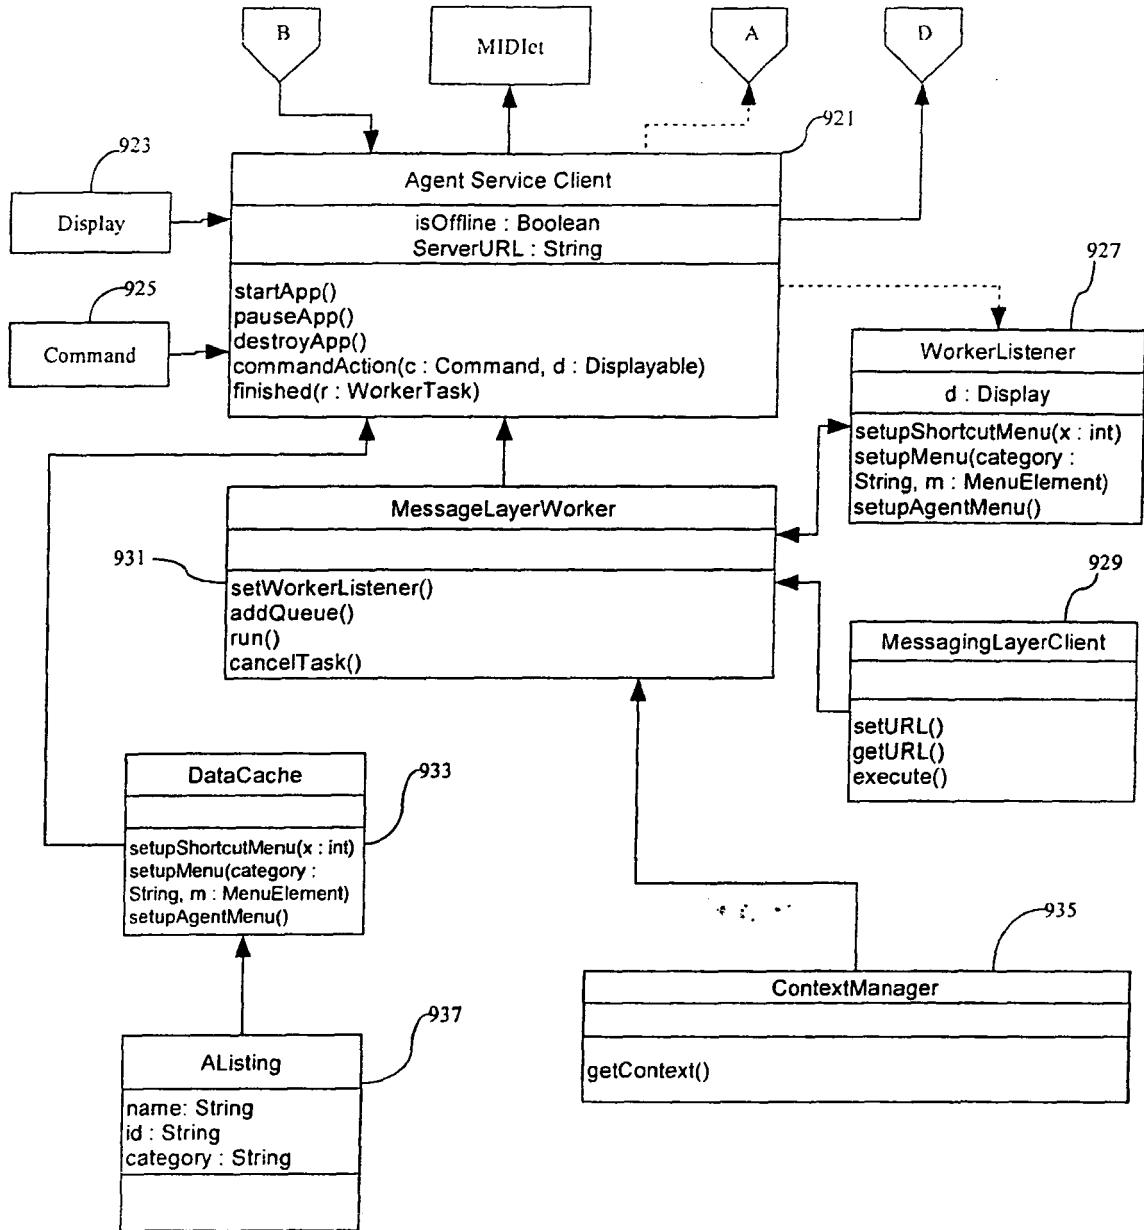 B
MIDlet
A
D
921
923
Agent Service Client
Display
isOffline : Boolean
ServerURL : String
925
927
Command
startApp()
pauseApp()
destroyApp()
commandAction(c : Command, d : Displayable)
finished(r : WorkerTask)
WorkerListener
d : Display
setupShortcutMenu(x : int)
setupMenu(category :
String, m : MenuElement)
setupAgentMenu()
MessageLayerWorker
931
setWorkerListener()
addQueue()
run()
cancelTask()
929
MessagingLayerClient
setURL()
getURL()
execute()
DataCache
933
setupShortcutMenu(x : int)
setupMenu(category :
String, m : MenuElement)
setupAgentMenu()
935
ContextManager
getContext()
937
AListing
name: String
id : String
category : String